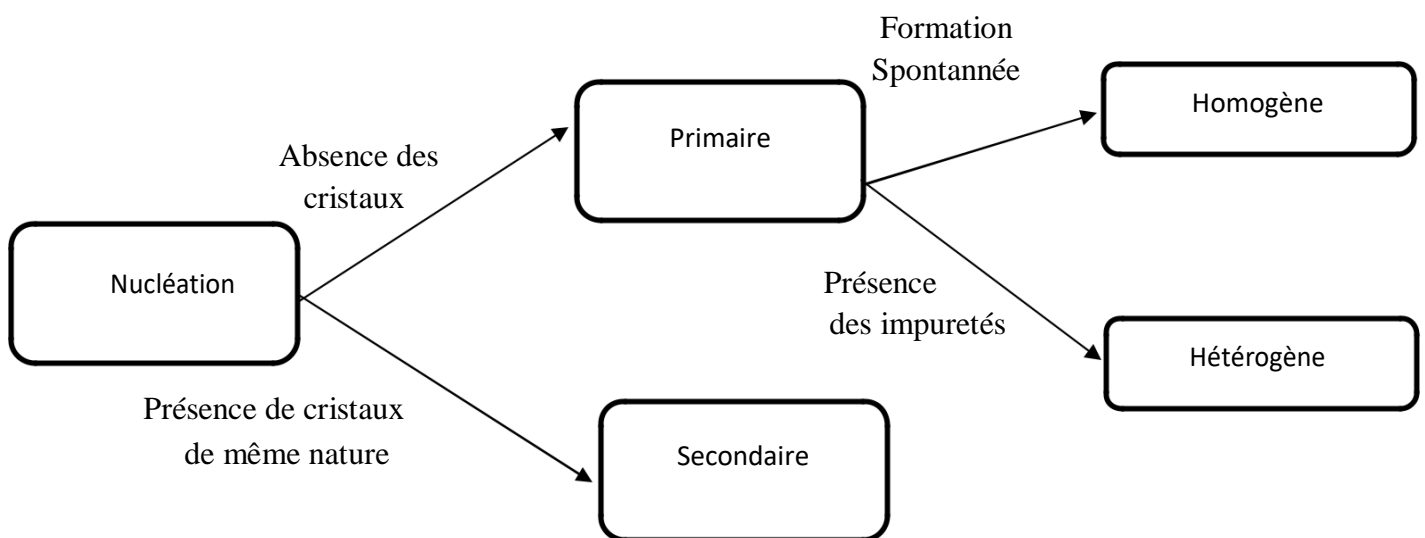 Formation
Spontannée
Homogène
Primaire
Absence des
cristaux
Nucléation
Présence
des impuretés
Hétérogène
Présence de cristaux
de même nature
Secondaire